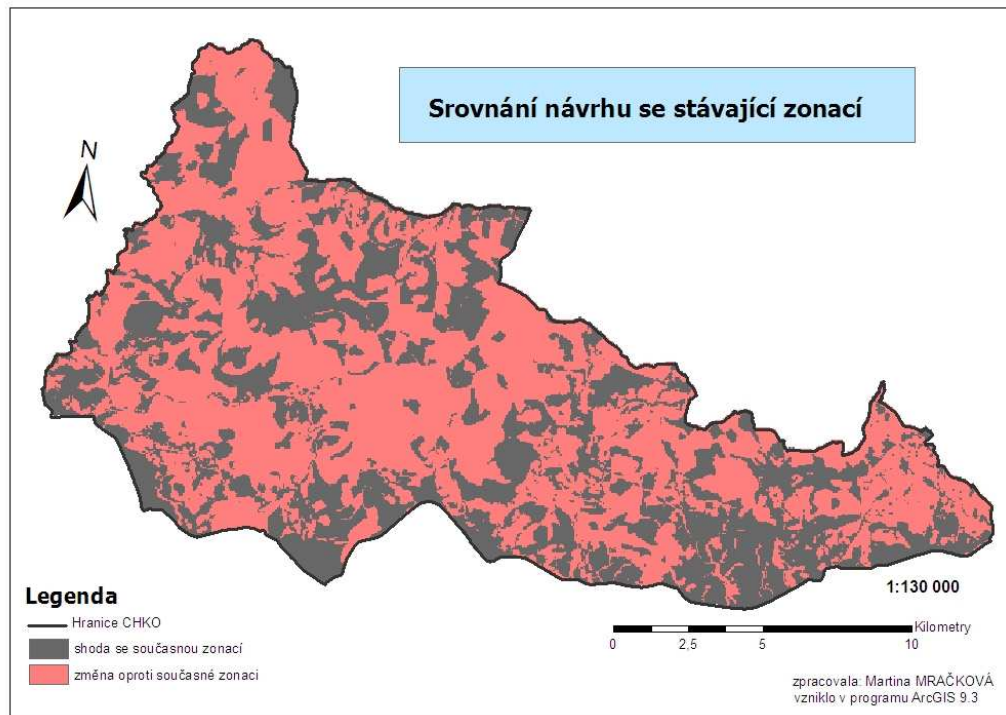 Srovnání návrhu se stávající zonací
N
1:130 000
Legenda
Hranice CHKO
shoda se současnou zonací
změna oproti současné zonaci
Kilometry
0 2,5 5 10
zpracovala: Martina MRAČKOVÁ
vzniklo v programu ArcGIS 9.3